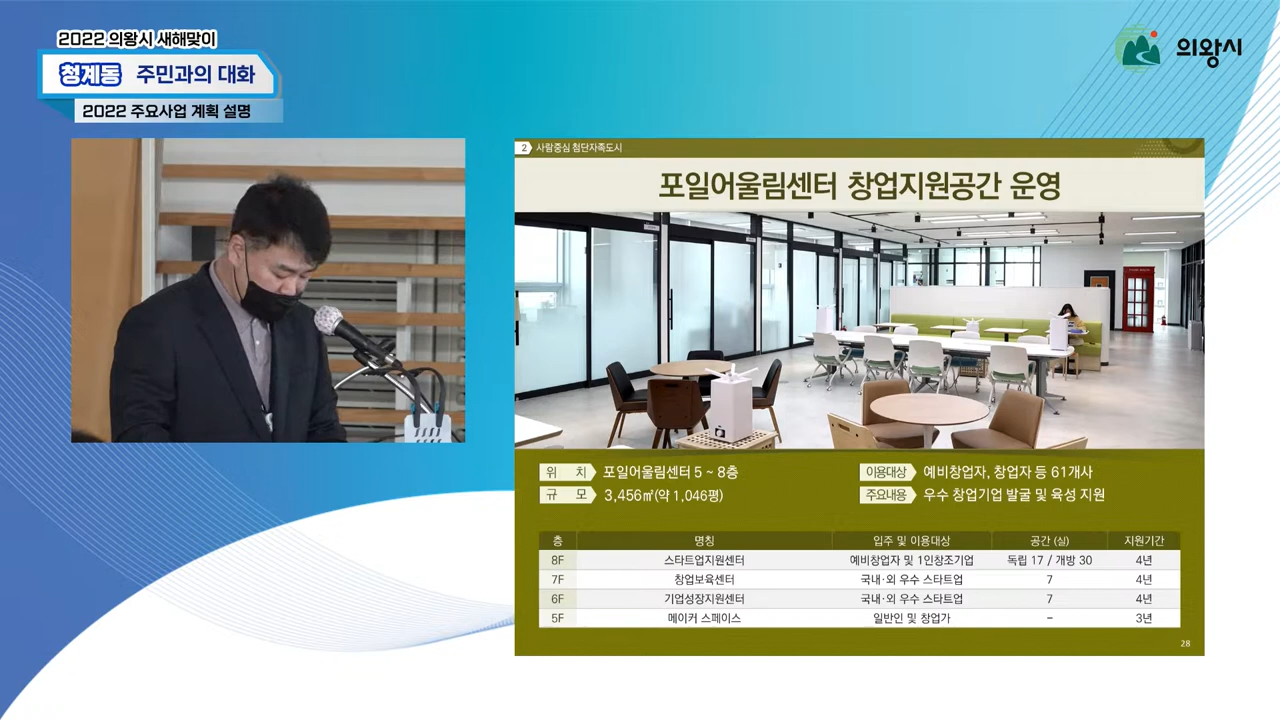 2022 의왕시 새해맞이
청계동 주민과의 대화
2022 주요사업 계획 설명
의왕시
2 사람중심 첨단자족도시
포일어울림센터 창업지원공간 운영
위 치 포일어울림센터 5 ~ 8층
이용대상 예비창업자, 창업자 등 61개사
규 모 3,456㎡(약 1,046평)
주요내용 우수 창업기업 발굴 및 육성 지원
층 명칭 입주 및 이용대상 공간 (실) 지원기간
8F 스타트업지원센터 예비창업자 및 1인창조기업 독립 17 / 개방 30 4년
7F 창업보육센터 국내·외 우수 스타트업 7 4년
6F 기업성장지원센터 국내·외 우수 스타트업 7 4년
5F 메이커 스페이스 일반인 및 창업가 – 3년
28